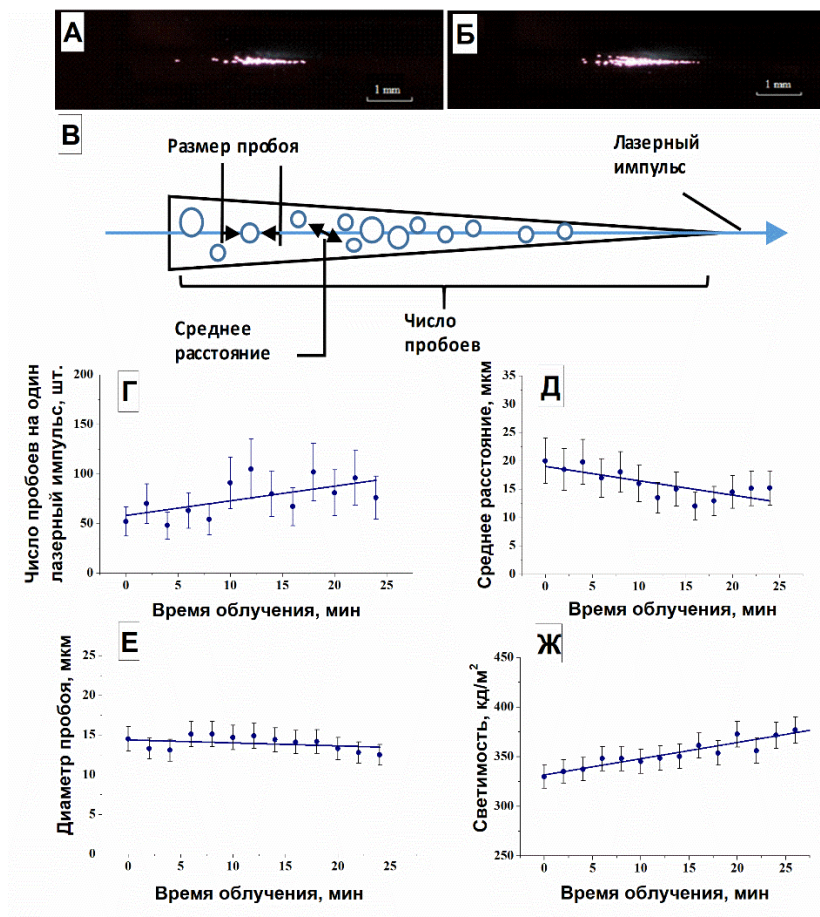 А
Б
1 mm
1 mm
В
Размер пробоя
Лазерный
импульс
Среднее
расстояние
Число
пробоев
Г
Число пробоев на один
лазерный импульс, шт.
200
150
100
50
0
0
5
10
15
20
25
Время облучения, мин
Д
Среднее расстояние, мкм
35
30
25
20
15
10
5
0
0
5
10
15
20
25
Время облучения, мин
Е
Диаметр пробоя, мкм
25
20
15
10
5
0
0
5
10
15
20
25
Время облучения, мин
Ж
Светимость, кд/м²
450
400
350
300
250
0
5
10
15
20
25
Время облучения, мин